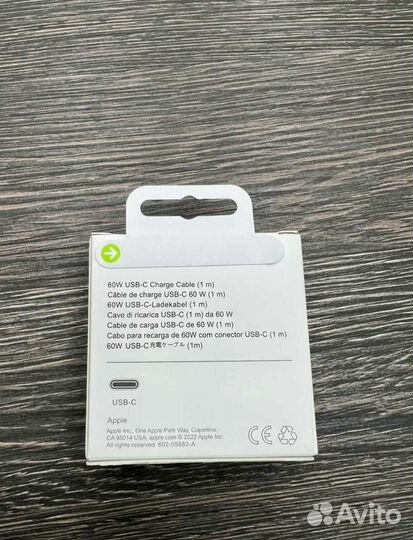 60W USB-C Charge Cable (1 m)
Câble de charge USB-C 60 W (1 m)
60W USB-C-Ladekabel (1 m)
Cavo di ricarica USB-C (1 m) da 60 W
Cable de carga USB-C de 60 W (1 m)
Cabo para recarga de 60W com conector USB-C (1 m)
60W USB-C充電ケーブル (1m)
USB-C
Apple
Apple Inc., One Apple Park Way, Cupertino,
CA 95014 USA. apple.com © 2022 Apple Inc.
All rights reserved. 602-05882-A
CE
Avito